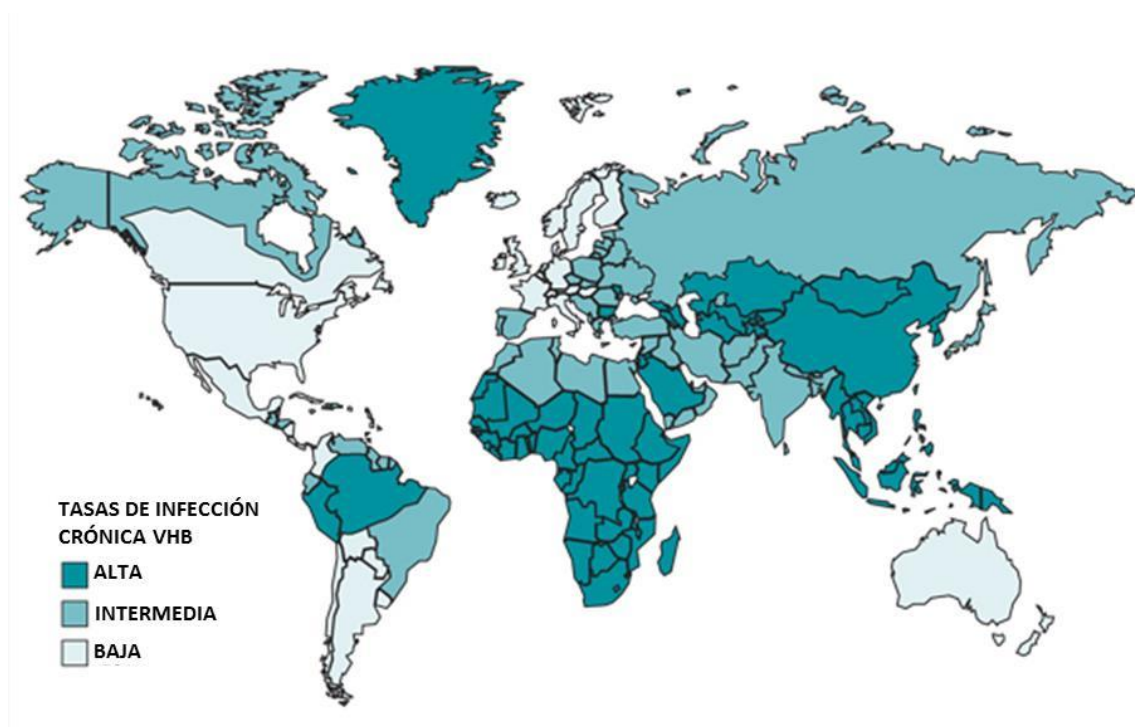 TASAS DE INFECCIÓN
CRÓNICA VHB
ALTA
INTERMEDIA
BAJA